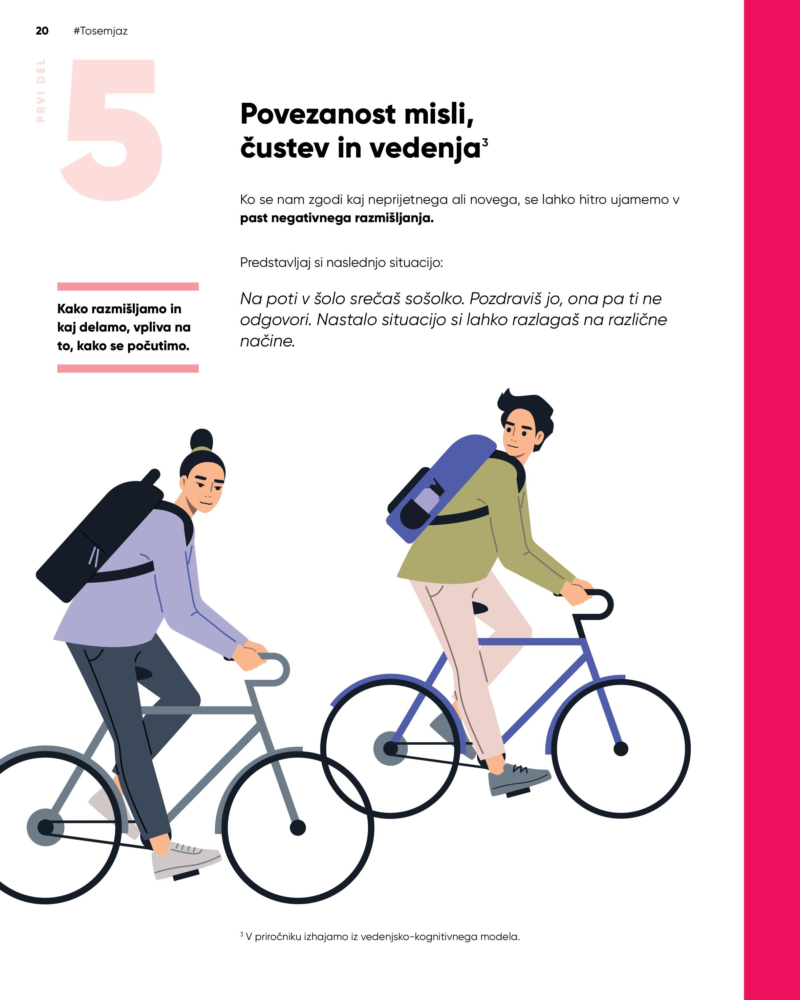 20 #Tosemjaz
PRVI DEL
5
Povezanost misli,
čustev in vedenja³
Ko se nam zgodi kaj neprijetnega ali novega, se lahko hitro ujamemo v
past negativnega razmišljanja.
Predstavljaj si naslednjo situacijo:
Na poti v šolo srečaš sošolko. Pozdraviš jo, ona pa ti ne
odgovori. Nastalo situacijo si lahko razlagaš na različne
načine.
Kako razmišljamo in
kaj delamo, vpliva na
to, kako se počutimo.
³ V priročniku izhajamo iz vedenjsko-kognitivnega modela.